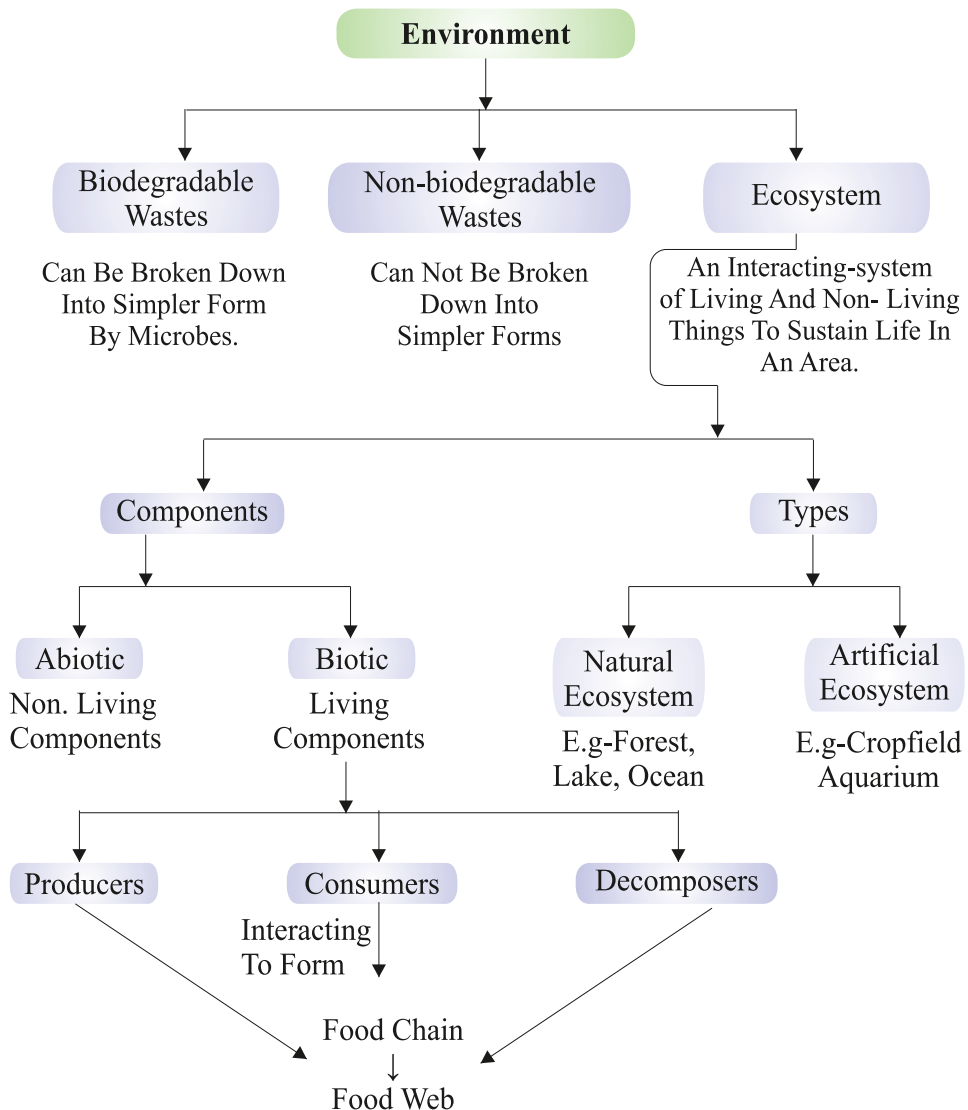 Environment
Biodegradable
Wastes
Non-biodegradable
Wastes
Ecosystem
Can Be Broken Down
Into Simpler Form
By Microbes.
Can Not Be Broken
Down Into
Simpler Forms
An Interacting-system
of Living And Non- Living
Things To Sustain Life In
An Area.
Components
Types
Abiotic
Non. Living
Components
Biotic
Living
Components
Natural
Ecosystem
E.g-Forest,
Lake, Ocean
Artificial
Ecosystem
E.g-Cropfield
Aquarium
Producers
Consumers
Decomposers
Interacting
To Form
Food Chain
Food Web